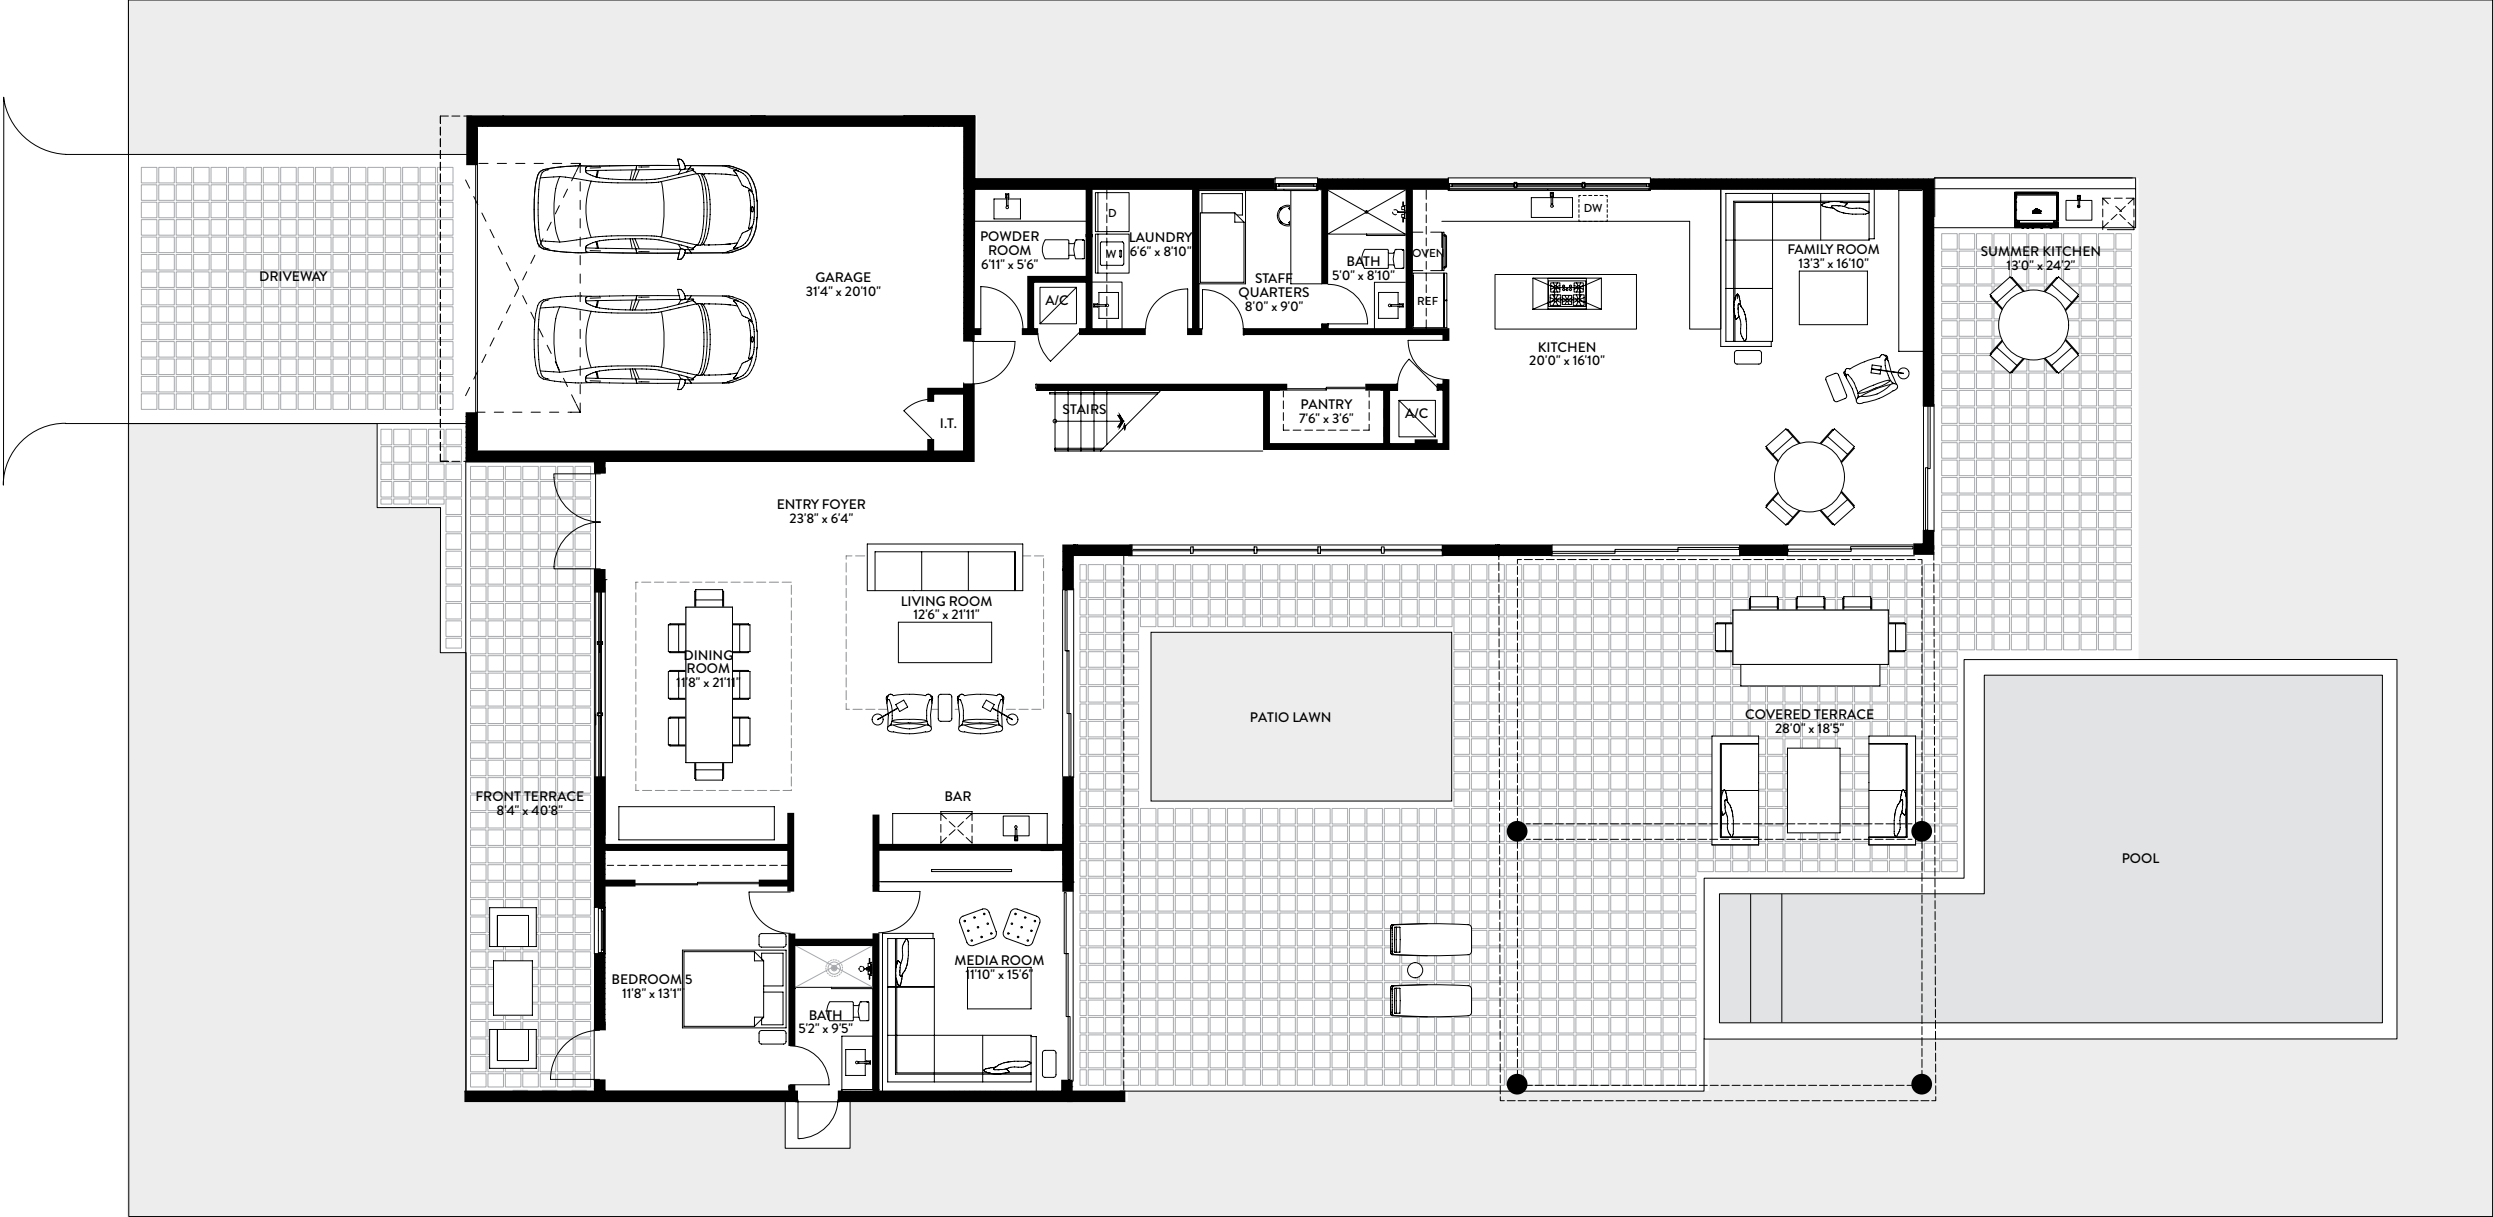 DRIVEWAY
GARAGE
31'4" x 20'10"
I.T.
POWDER
ROOM
6'11" x 5'6"
A/C
D
W
LAUNDRY
6'6" x 8'10"
STAFF
QUARTERS
8'0" x 9'0"
BATH
5'0" x 8'10"
OVEN
REF
DW
KITCHEN
20'0" x 16'10"
FAMILY ROOM
13'3" x 16'10"
SUMMER KITCHEN
13'0" x 24'2"
STAIRS
PANTRY
7'6" x 3'6"
A/C
ENTRY FOYER
23'8" x 6'4"
LIVING ROOM
12'6" x 21'11"
DINING
ROOM
11'8" x 21'11"
PATIO LAWN
COVERED TERRACE
28'0" x 18'5"
FRONT TERRACE
8'4" x 40'8"
BAR
POOL
BEDROOM 5
11'8" x 13'1"
BATH
5'2" x 9'5"
MEDIA ROOM
11'10" x 15'6"